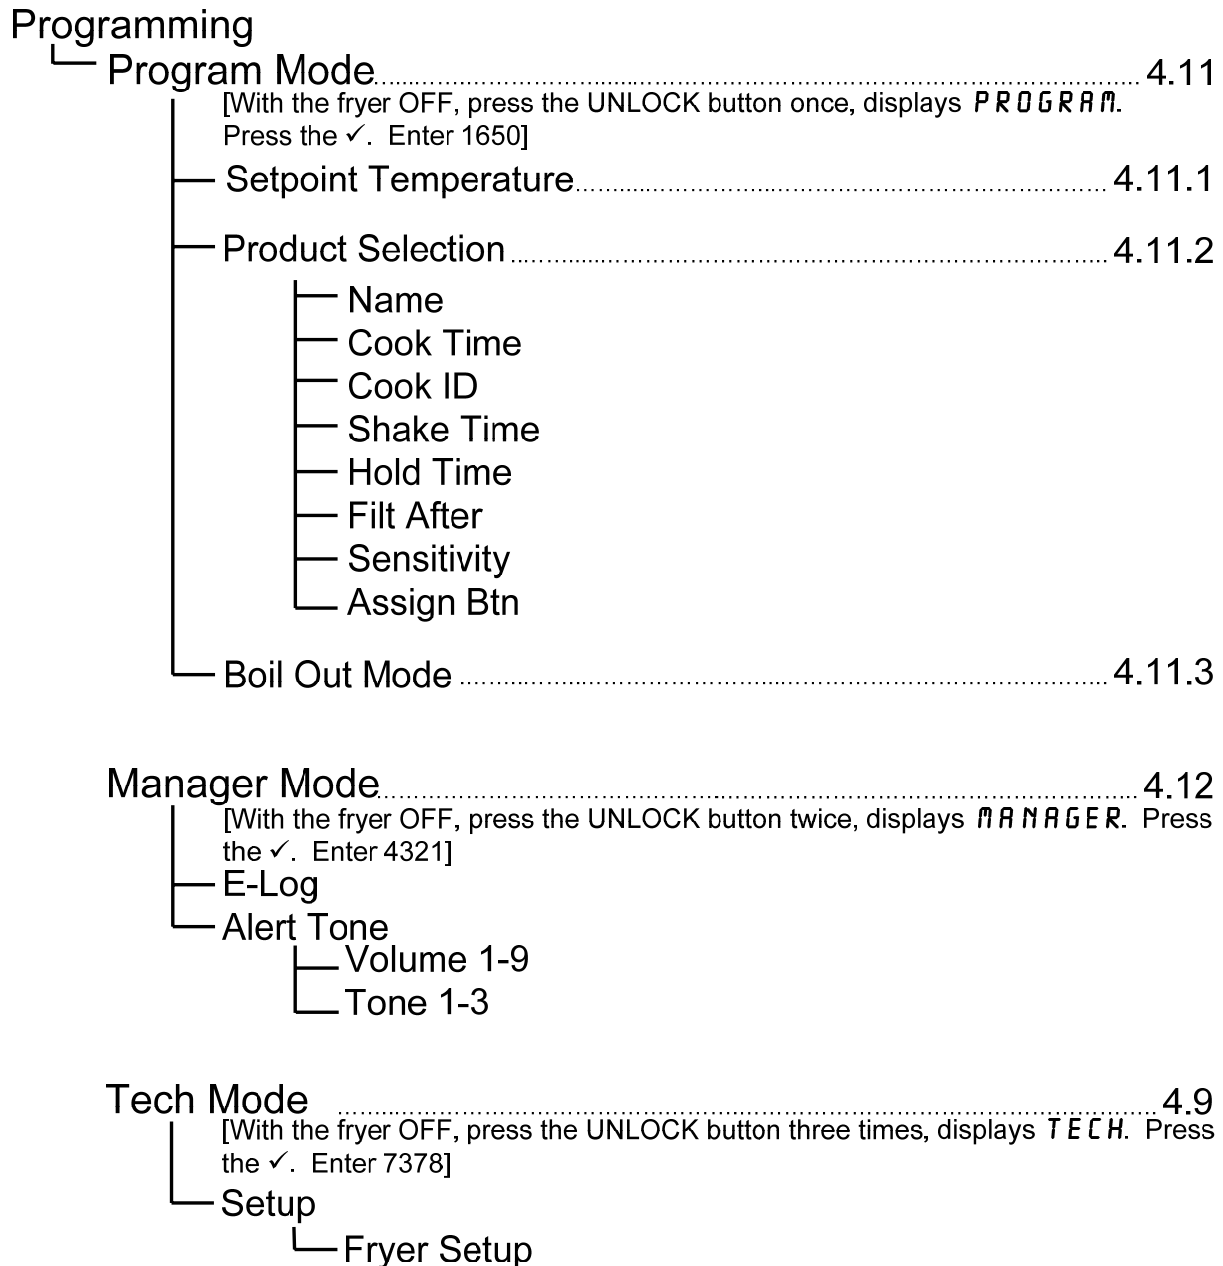 Programming
Program Mode 4.11
[With the fryer OFF, press the UNLOCK button once, displays PROGRAM.
Press the ✓. Enter 1650]
Setpoint Temperature 4.11.1
Product Selection 4.11.2
Name
Cook Time
Cook ID
Shake Time
Hold Time
Filt After
Sensitivity
Assign Btn
Boil Out Mode 4.11.3
Manager Mode 4.12
[With the fryer OFF, press the UNLOCK button twice, displays MANAGER. Press
the ✓. Enter 4321]
E-Log
Alert Tone
Volume 1-9
Tone 1-3
Tech Mode 4.9
[With the fryer OFF, press the UNLOCK button three times, displays TECH. Press
the ✓. Enter 7378]
Setup
Fryer Setup